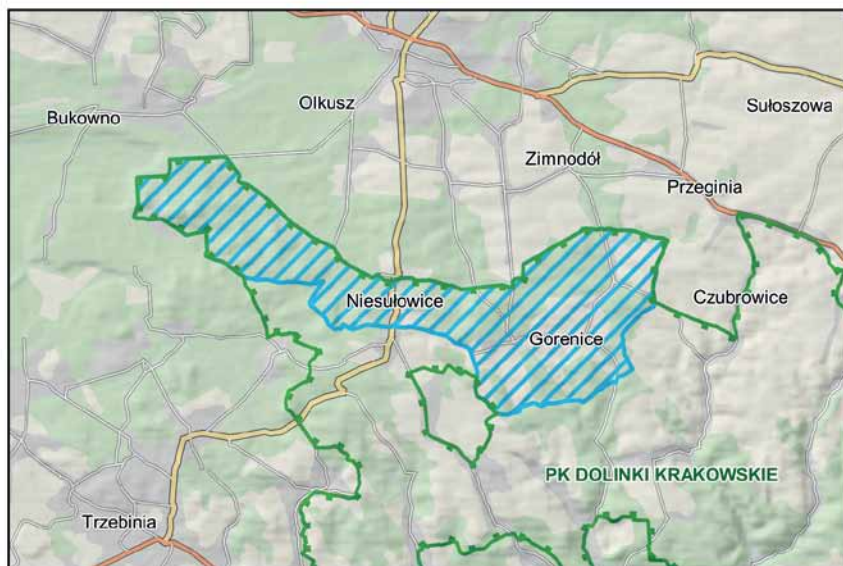 Sułoszowa
Olkusz
Bukowno
Zimnodół
Przeginia
Niesułowice
Czubrowice
Gorenice
PK DOLINKI KRAKOWSKIE
Trzebinia